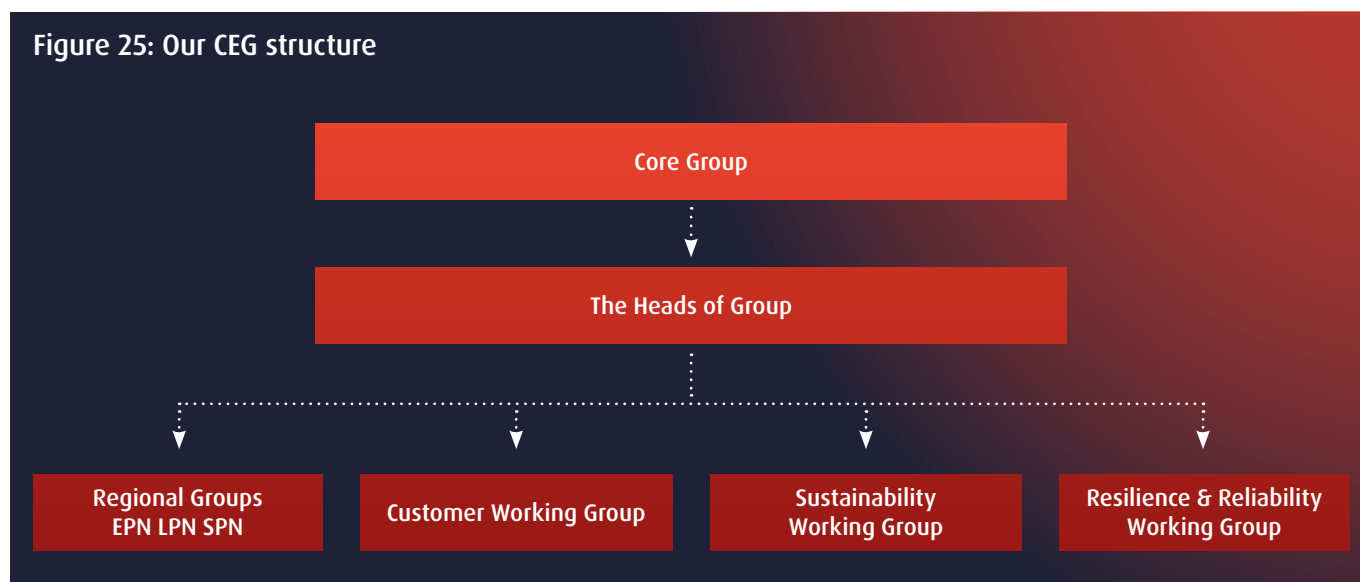 Figure 25: Our CEG structure
Core Group
The Heads of Group
Regional Groups
EPN LPN SPN
Customer Working Group
Sustainability
Working Group
Resilience & Reliability
Working Group